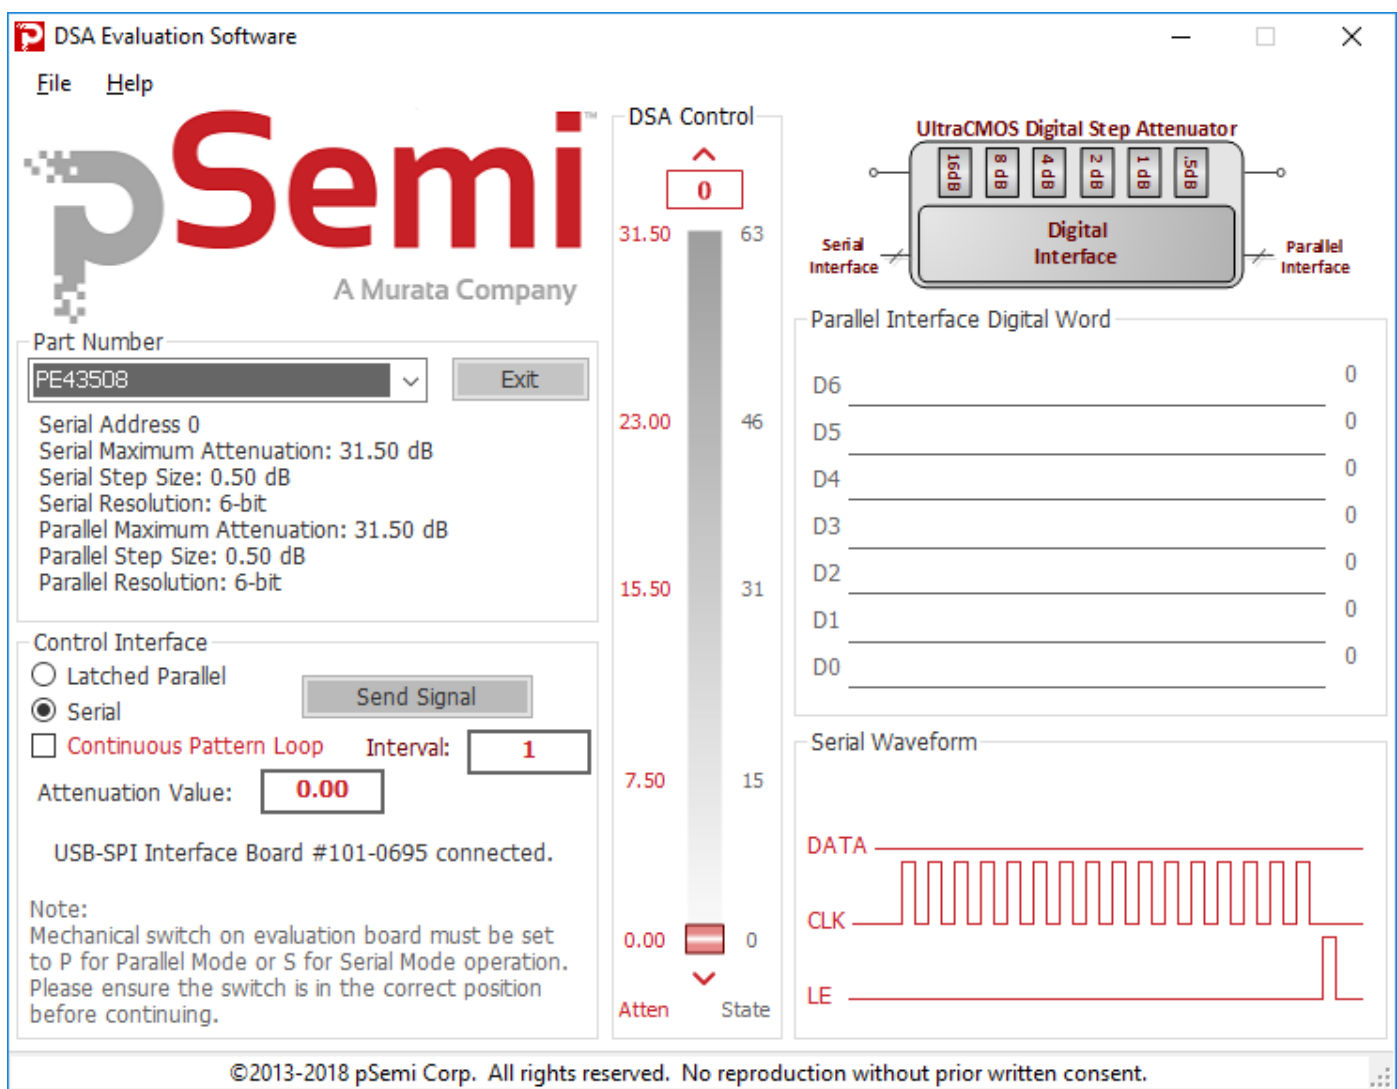 DSA Evaluation Software
File Help
pSemi™
A Murata Company
Part Number
PE43508
Exit
Serial Address 0
Serial Maximum Attenuation: 31.50 dB
Serial Step Size: 0.50 dB
Serial Resolution: 6-bit
Parallel Maximum Attenuation: 31.50 dB
Parallel Step Size: 0.50 dB
Parallel Resolution: 6-bit
Control Interface
Latched Parallel
Serial
Send Signal
Continuous Pattern Loop Interval: 1
Attenuation Value: 0.00
USB-SPI Interface Board #101-0695 connected.
Note:
Mechanical switch on evaluation board must be set
to P for Parallel Mode or S for Serial Mode operation.
Please ensure the switch is in the correct position
before continuing.
DSA Control
0
31.50 63
23.00 46
15.50 31
7.50 15
0.00 0
Atten State
UltraCMOS Digital Step Attenuator
16dB 8 dB 4 dB 2 dB 1 dB .5dB
Digital
Interface
Serial
Interface
Parallel
Interface
Parallel Interface Digital Word
D6 0
D5 0
D4 0
D3 0
D2 0
D1 0
D0 0
Serial Waveform
DATA
CLK
LE
©2013-2018 pSemi Corp. All rights reserved. No reproduction without prior written consent.